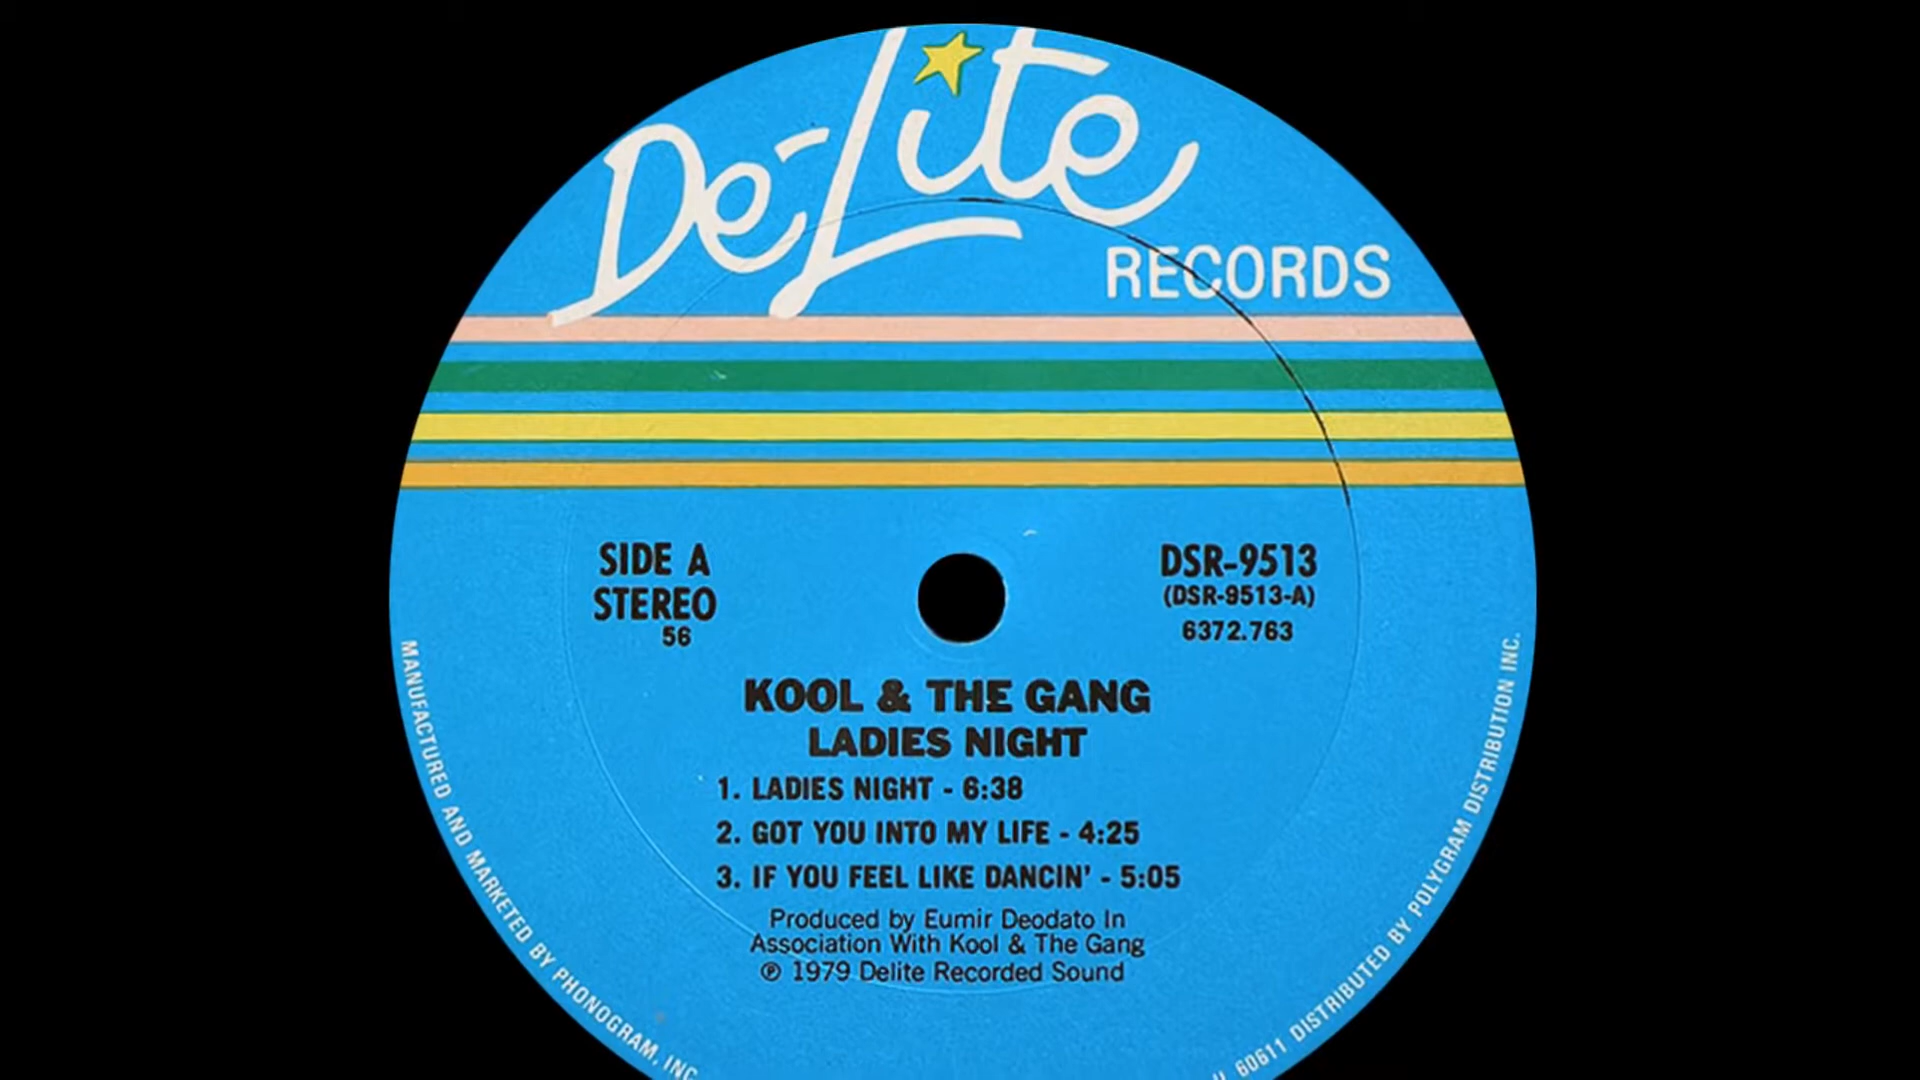 De-Lite
RECORDS
SIDE A
STEREO
56
DSR-9513
(DSR-9513-A)
6372.763
KOOL & THE GANG
LADIES NIGHT
1. LADIES NIGHT - 6:38
2. GOT YOU INTO MY LIFE - 4:25
3. IF YOU FEEL LIKE DANCIN' - 5:05
Produced by Eumir Deodato In
Association With Kool & The Gang
℗ 1979 Delite Recorded Sound
MANUFACTURED AND MARKETED BY PHONOGRAM, INC
60611 DISTRIBUTED BY POLYGRAM DISTRIBUTION INC.